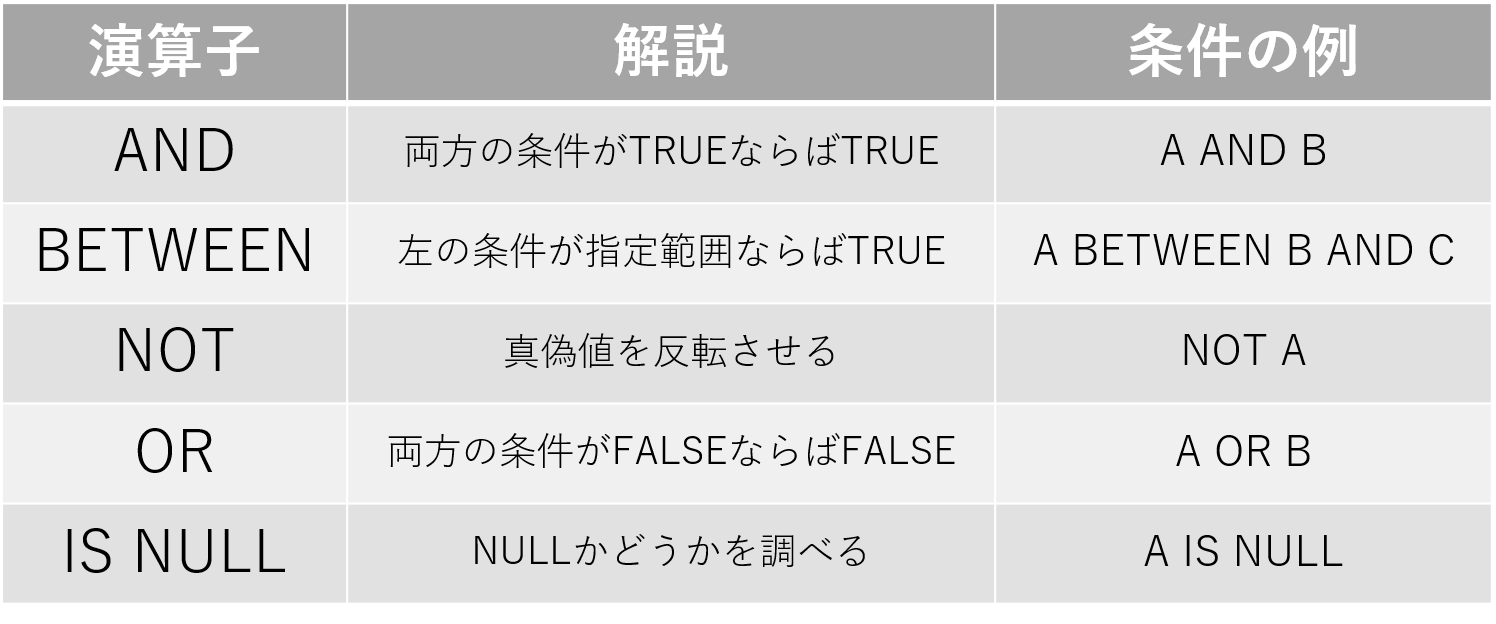 演算子 解説 条件の例
AND 両方の条件がTRUEならばTRUE A AND B
BETWEEN 左の条件が指定範囲ならばTRUE A BETWEEN B AND C
NOT 真偽値を反転させる NOT A
OR 両方の条件がFALSEならばFALSE A OR B
IS NULL NULLかどうかを調べる A IS NULL